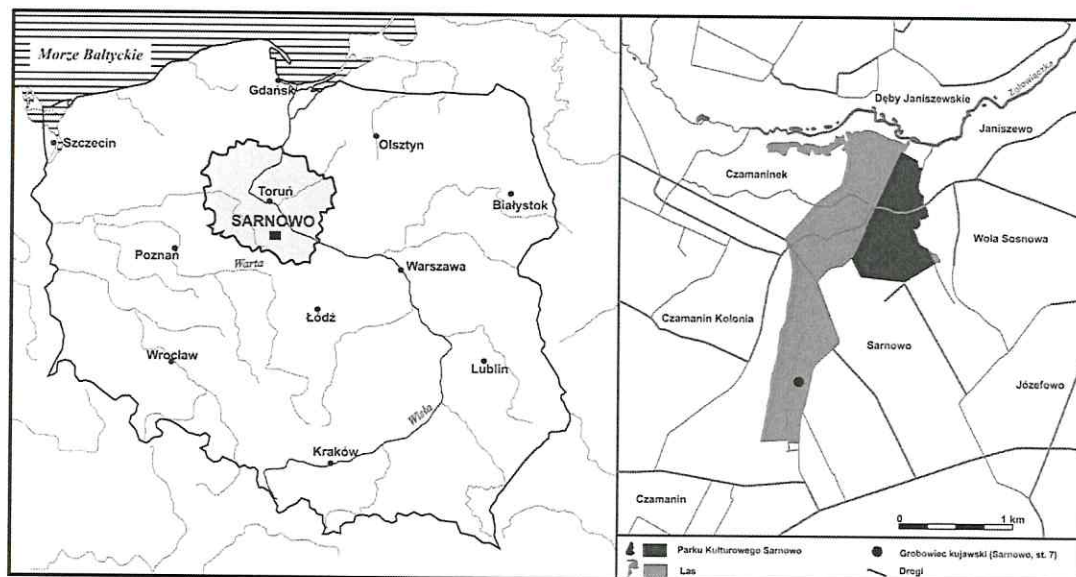 Morze Bałtyckie
Gdańsk
Szczecin
Olsztyn
Toruń
SARNOWO
Białystok
Poznań
Warta
Warszawa
Łódź
Wrocław
Lublin
Wisła
Kraków
Zgłowiączka
Dęby Janiszewskie
Janiszewo
Czamaninek
Wola Sosnowa
Czamanin Kolonia
Sarnowo
Józefowo
Czamanin
0 1 km
Parku Kulturowego Sarnowo
Grobowiec kujawski (Sarnowo, st. 7)
Las
Drogi